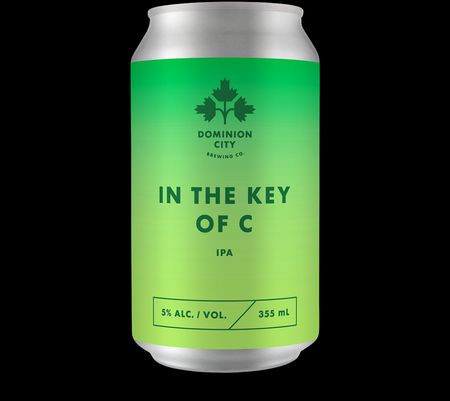 DOMINION
CITY
BREWING CO.
IN THE KEY
OF C
IPA
5% ALC. / VOL. 355 mL